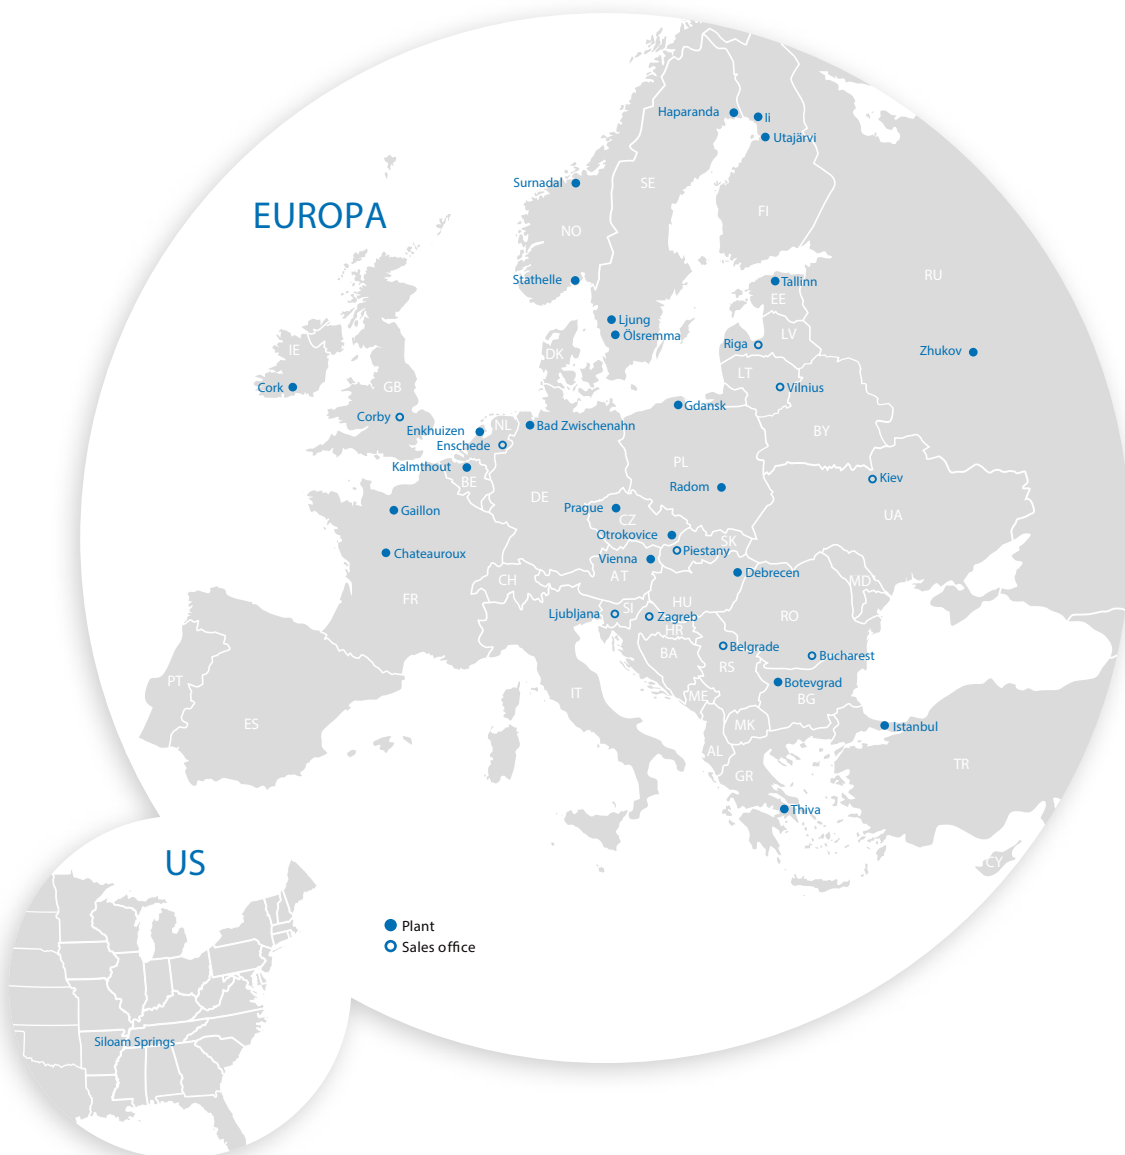 Haparanda
Ii
Utajärvi
Surnadal
SE
EUROPA
FI
NO
RU
Stathelle
Tallinn
EE
Ljung
Ölsremma
LV
Riga
IE
DK
Zhukov
LT
Cork
GB
Vilnius
Gdansk
Corby
Enkhuizen
NL
Bad Zwischenahn
BY
Enschede
PL
Kalmthout
BE
Kiev
Radom
DE
Gaillon
Prague
CZ
UA
Otrokovice
SK
Piestany
Chateauroux
Vienna
Debrecen
CH
AT
MD
FR
HU
SI
Ljubljana
Zagreb
RO
HR
BA
Belgrade
Bucharest
RS
PT
Botevgrad
IT
ME
BG
ES
MK
Istanbul
AL
TR
GR
Thiva
US
CY
Plant
Sales office
Siloam Springs